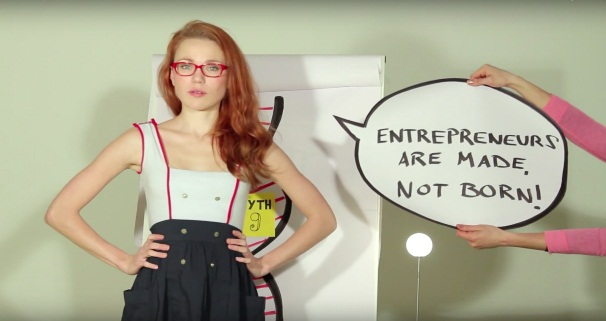 ENTREPRENEURS
ARE MADE,
NOT BORN!
YTH
9